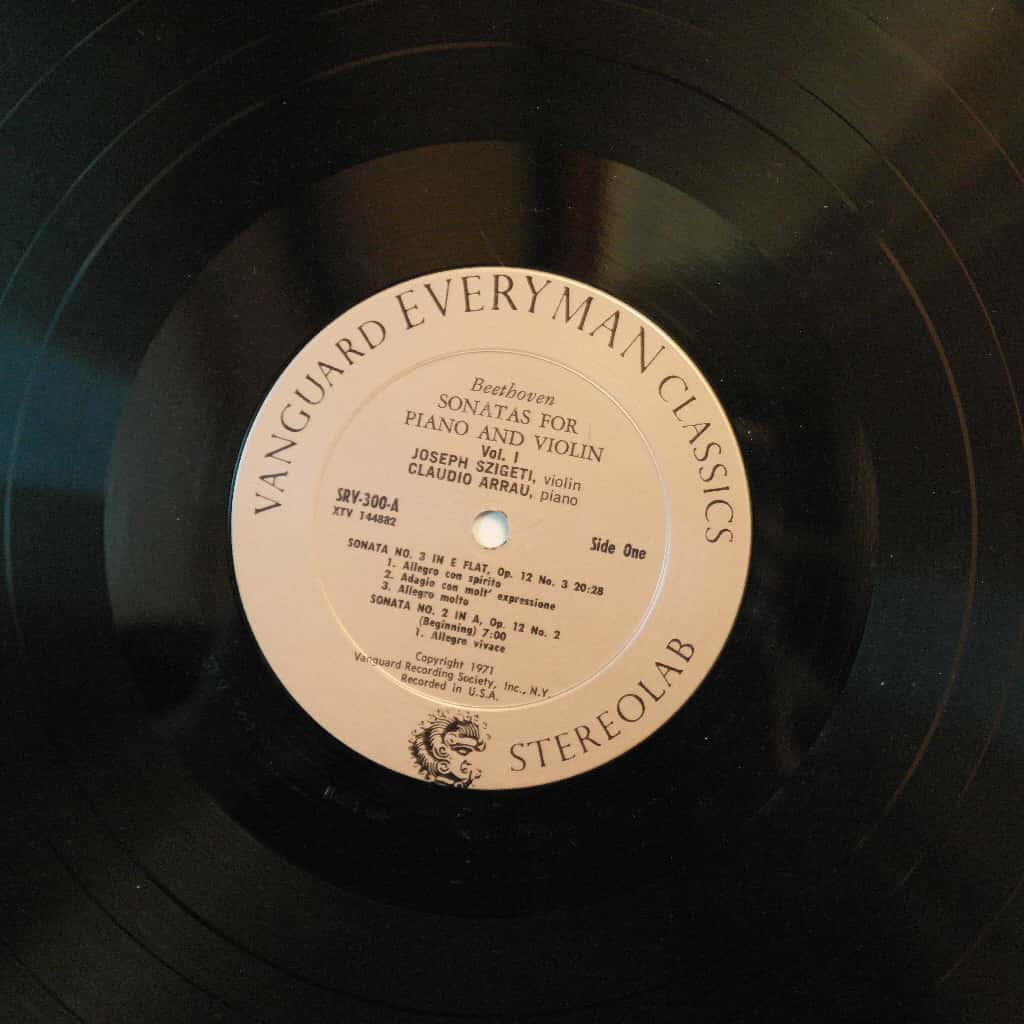 VANGUARD EVERYMAN CLASSICS
Beethoven
SONATAS FOR
PIANO AND VIOLIN
Vol. I
JOSEPH SZIGETI, violin
CLAUDIO ARRAU, piano
SRV-300-A
XTV 144882
Side One
SONATA NO. 3 IN E FLAT, Op. 12 No. 3 20:28
1. Allegro con spirito
2. Adagio con molt' espressione
3. Allegro molto
SONATA NO. 2 IN A, Op. 12 No. 2
(Beginning) 7:00
1. Allegro vivace
Copyright 1971
Vanguard Recording Society, Inc., N.Y.
Recorded in U.S.A.
STEREOLAB